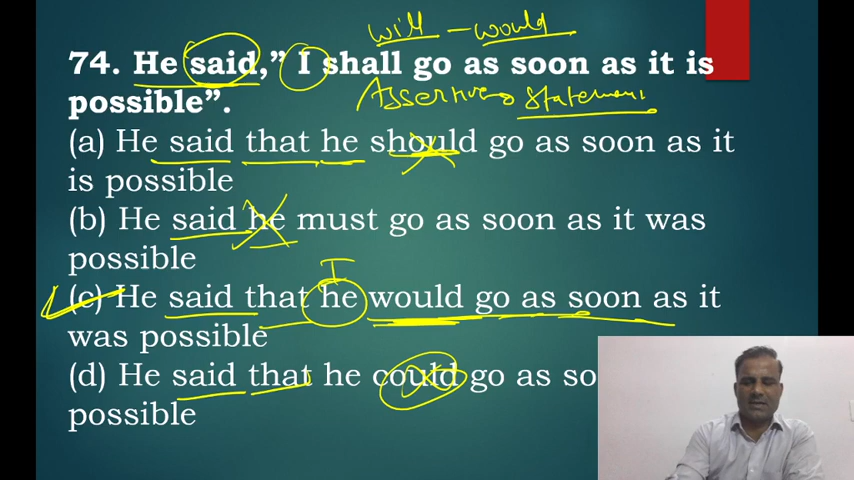 will - would
74. He said,” I shall go as soon as it is
Assertive → Statement
possible”.
(a) He said that he should go as soon as it
is possible
(b) He said he must go as soon as it was
possible
I
(c) He said that he would go as soon as it
was possible
(d) He said that he could go as so
possible